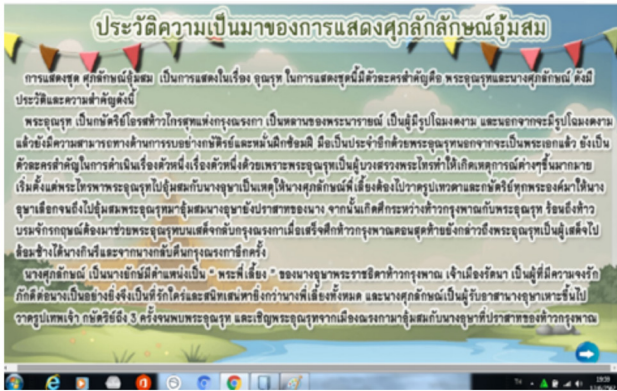 ประวัติความเป็นมาของการแสดงศุภลักลักษณ์อุ้มสม
การแสดงชุด ศุภลักษณ์อุ้มสม เป็นการแสดงในเรื่อง อุณรุท ในการแสดงชุดนี้มีตัวละครสำคัญคือ พระอุณรุทและนางศุภลักษณ์ ดังมี
ประวัติและความสำคัญดังนี้
พระอุณรุท เป็นกษัตริย์โอรสท้าวไกรสุทแห่งกรุงณรงกา เป็นหลานของพระนารายณ์ เป็นผู้มีรูปโฉมงดงาม และนอกจากจะมีรูปโฉมงดงาม
แล้วยังมีความสามารถทางด้านการรบอย่างกษัตริย์และหมั่นฝึกซ้อมฝี มือเป็นประจำอีกด้วยพระอุณรุทนอกจากจะเป็นพระเอกแล้ว ยังเป็น
ตัวละครสำคัญในการดำเนินเรื่องตัวหนึ่งเรื่องตัวหนึ่งด้วยเพราะพระอุณรุทเป็นผู้บวงสรวงพระไทรทำให้เกิดเหตุการณ์ต่างๆขึ้นมากมาย
เริ่มตั้งแต่พระไทรพาพระอุณรุทไปอุ้มสมกับนางอุษาเป็นเหตุให้นางศุภลักษณ์พี่เลี้ยงต้องไปวาดรูปเทวดาและกษัตริย์ทุกพระองค์มาให้นาง
อุษาเลือกจนถึงไปอุ้มสมพระอุณรุทมาอุ้มสมนางอุษายังปราสาทของนาง จากนั้นเกิดศึกระหว่างท้าวกรุงพาณกับพระอุณรุท ร้อนถึงท้าว
บรมจักรกฤษณ์ต้องมาช่วยพระอุณรุทบนเสด็จกลับกรุงณรงกาเมื่อเสร็จศึกท้าวกรุงพาณตอนสุดท้ายยังกล่าวถึงพระอุณรุทเป็นผู้เสด็จไป
คล้องช้างได้นางกินรีและจากนางกลับคืนกรุงณรงกาอีกครั้ง
นางศุภลักษณ์ เป็นนางยักษ์มีตำแหน่งเป็น " พระพี่เลี้ยง " ของนางอุษาพระราชธิดาท้าวกรุงพาณ เจ้าเมืองรัตนา เป็นผู้ที่มีความจงรัก
ภักดีต่อนางเป็นอย่างยิ่งจึงเป็นที่รักใคร่และสนิทเสน่หายิ่งกว่านางพี่เลี้ยงทั้งหมด และนางศุภลักษณ์เป็นผู้รับอาสานางอุษาเหาะขึ้นไป
วาดรูปเทพเจ้า กษัตริย์ถึง 3 ครั้งจนพบพระอุณรุท และเชิญพระอุณรุทจากเมืองณรงกามาอุ้มสมกับนางอุษาที่ปราสาทของท้าวกรุงพาณ
TH
19:59